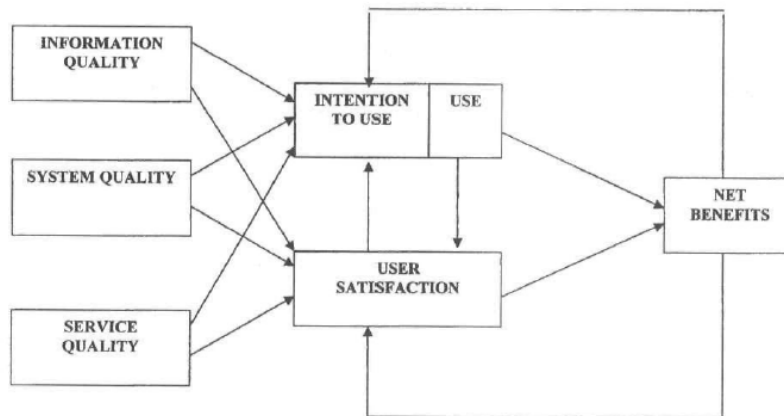 INFORMATION
QUALITY
INTENTION
TO USE
USE
SYSTEM QUALITY
NET
BENEFITS
USER
SATISFACTION
SERVICE
QUALITY